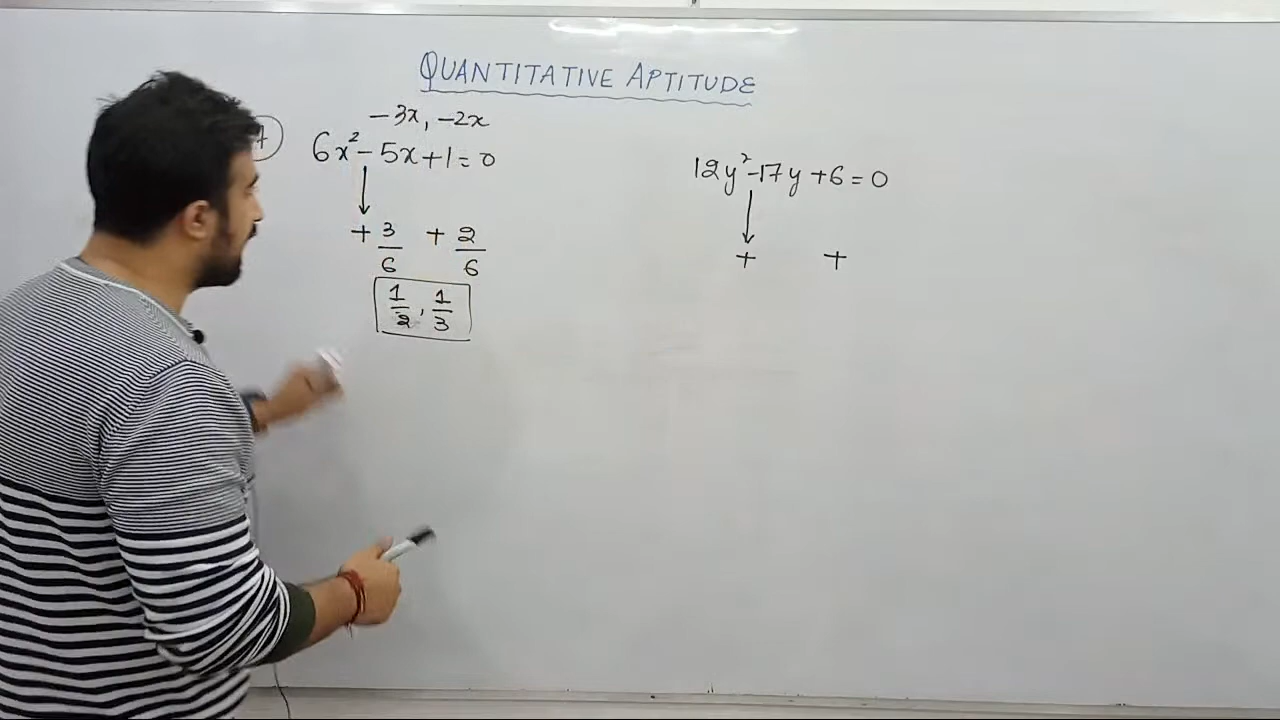 QUANTITATIVE APTITUDE
-3x, -2x
6x² - 5x + 1 = 0
+ 3/6 + 2/6
1/2, 1/3
12y² - 17y + 6 = 0
+ +